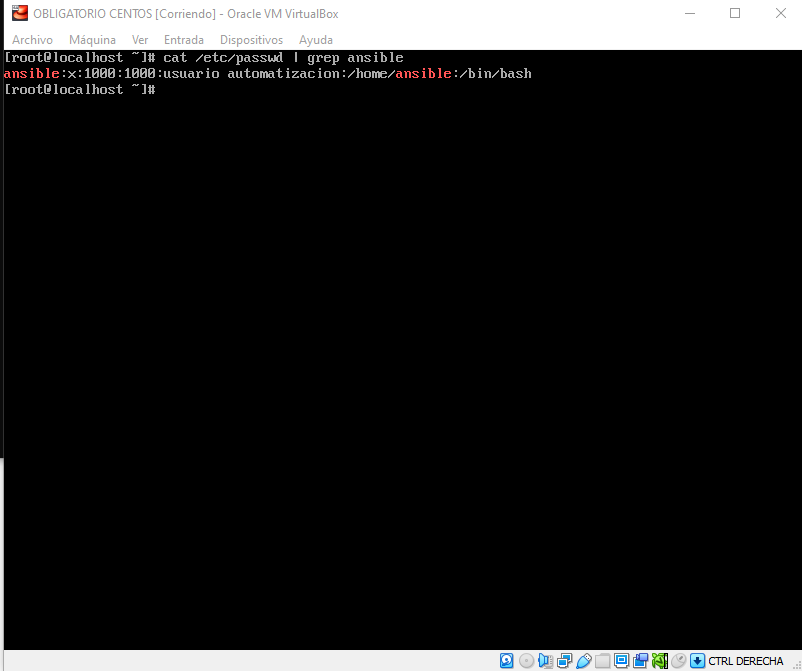 OBLIGATORIO CENTOS [Corriendo] - Oracle VM VirtualBox
Archivo Máquina Ver Entrada Dispositivos Ayuda
[root@localhost ~]# cat /etc/passwd | grep ansible
ansible:x:1000:1000:usuario automatizacion:/home/ansible:/bin/bash
[root@localhost ~]#
CTRL DERECHA